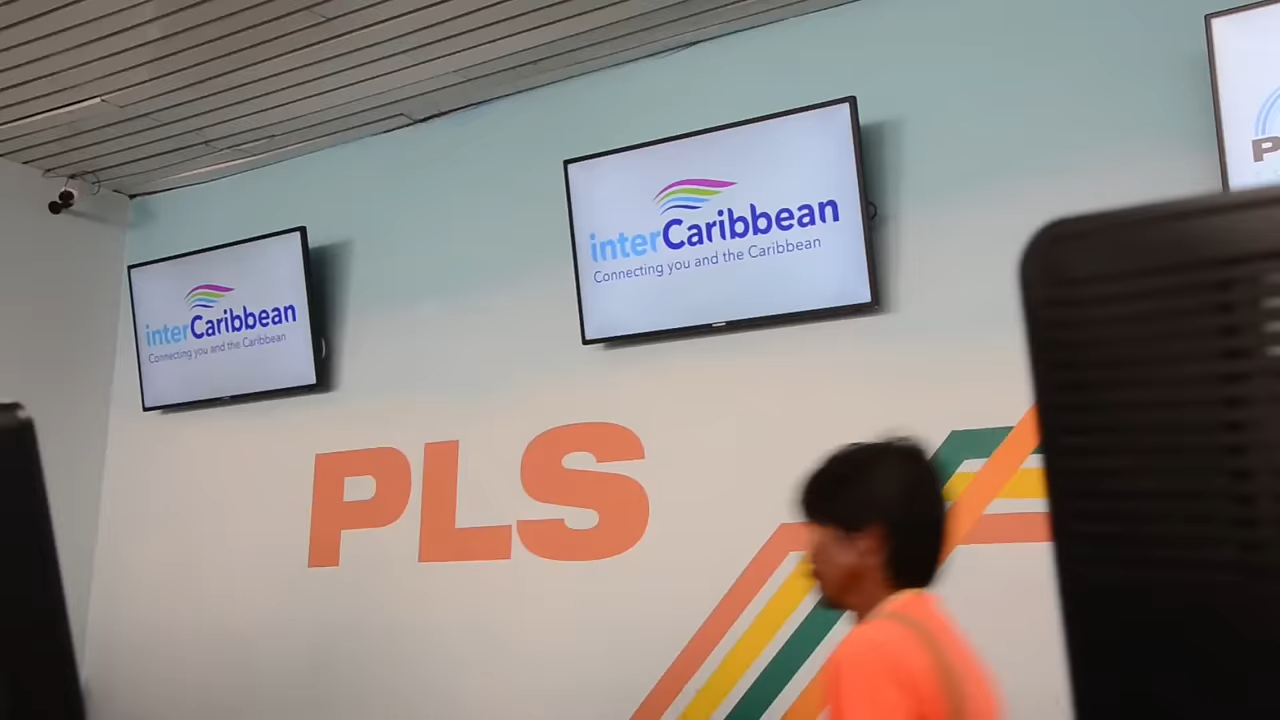 interCaribbean
Connecting you and the Caribbean
interCaribbean
Connecting you and the Caribbean
P
PLS